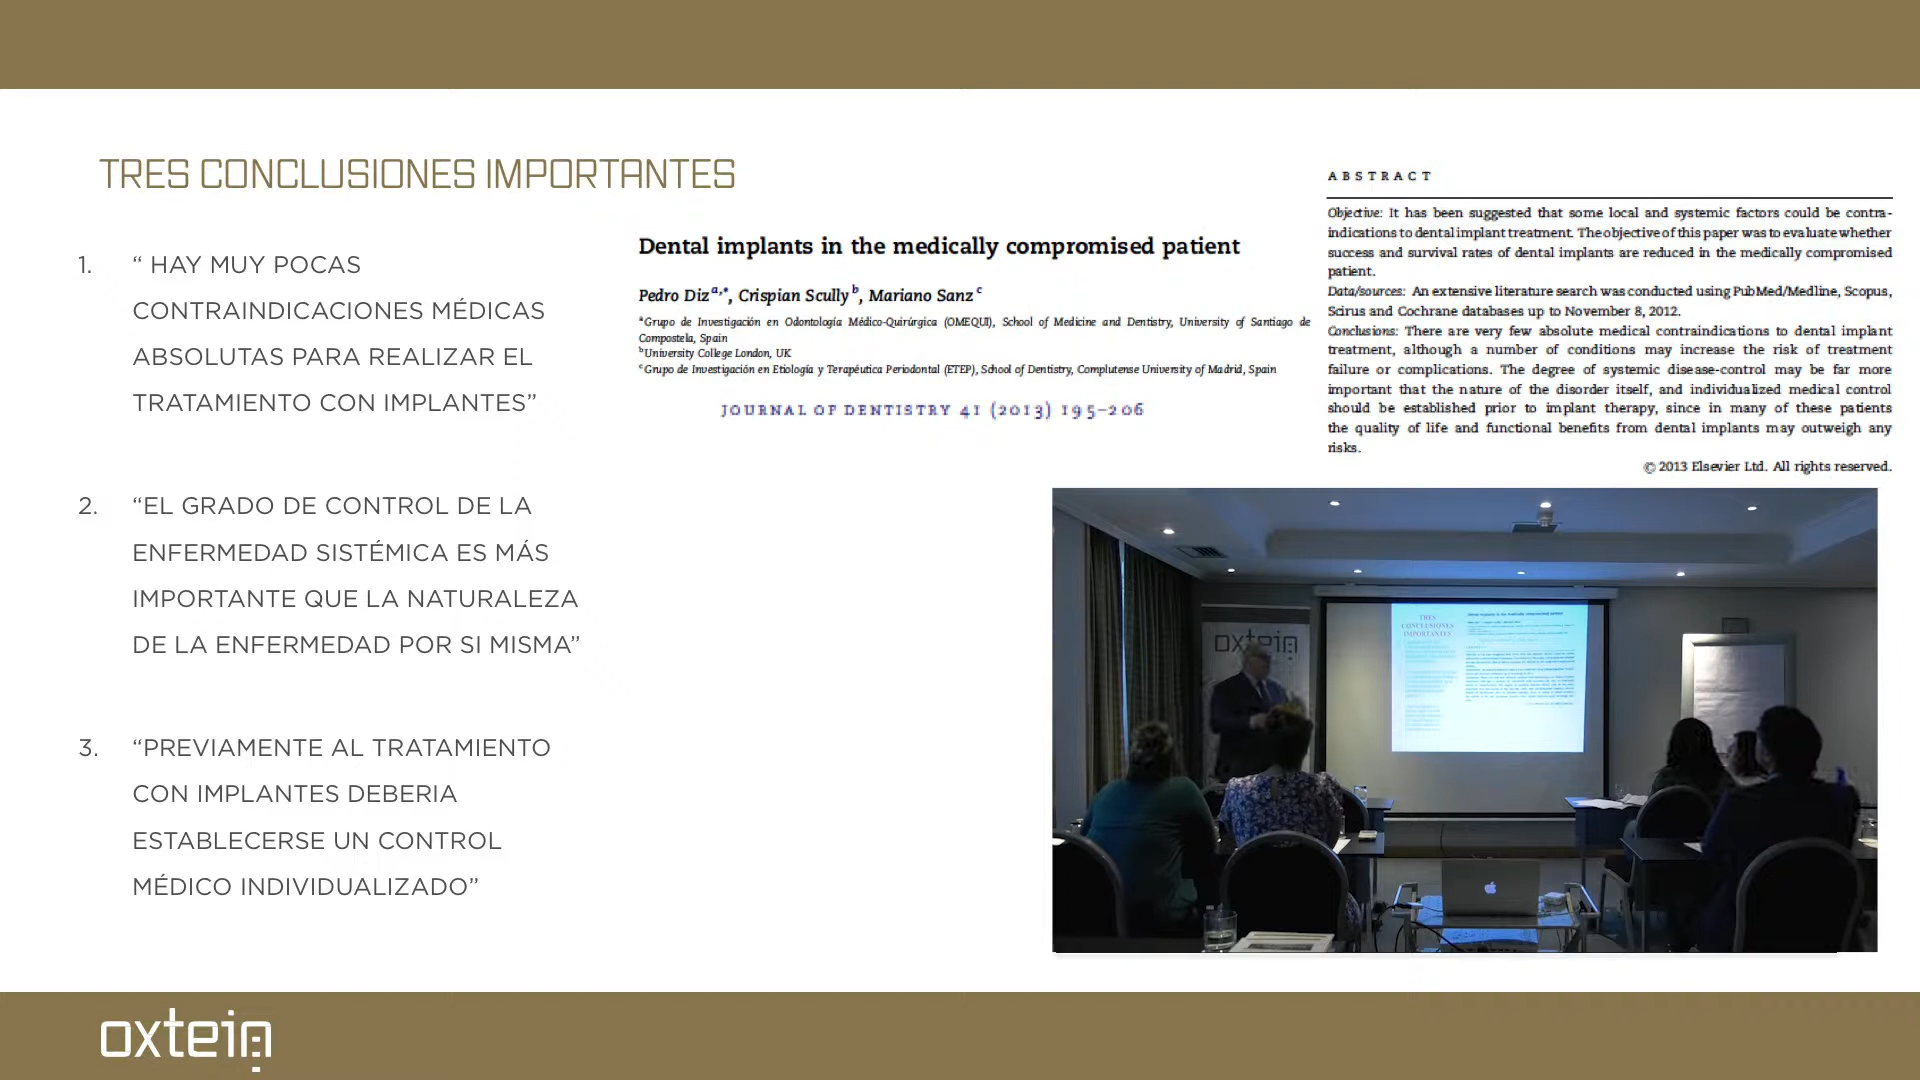 TRES CONCLUSIONES IMPORTANTES
1. “ HAY MUY POCAS
CONTRAINDICACIONES MÉDICAS
ABSOLUTAS PARA REALIZAR EL
TRATAMIENTO CON IMPLANTES”
2. “EL GRADO DE CONTROL DE LA
ENFERMEDAD SISTÉMICA ES MÁS
IMPORTANTE QUE LA NATURALEZA
DE LA ENFERMEDAD POR SI MISMA”
3. “PREVIAMENTE AL TRATAMIENTO
CON IMPLANTES DEBERIA
ESTABLECERSE UN CONTROL
MÉDICO INDIVIDUALIZADO”
Dental implants in the medically compromised patient
Pedro Diz a,*, Crispian Scully b, Mariano Sanz c
a Grupo de Investigación en Odontología Médico-Quirúrgica (OMEQUI), School of Medicine and Dentistry, University of Santiago de
Compostela, Spain
b University College London, UK
c Grupo de Investigación en Etiología y Terapéutica Periodontal (ETEP), School of Dentistry, Complutense University of Madrid, Spain
JOURNAL OF DENTISTRY 41 (2013) 195–206
ABSTRACT
Objective: It has been suggested that some local and systemic factors could be contra-
indications to dental implant treatment. The objective of this paper was to evaluate whether
success and survival rates of dental implants are reduced in the medically compromised
patient.
Data/sources: An extensive literature search was conducted using PubMed/Medline, Scopus,
Scirus and Cochrane databases up to November 8, 2012.
Conclusions: There are very few absolute medical contraindications to dental implant
treatment, although a number of conditions may increase the risk of treatment
failure or complications. The degree of systemic disease-control may be far more
important that the nature of the disorder itself, and individualized medical control
should be established prior to implant therapy, since in many of these patients
the quality of life and functional benefits from dental implants may outweigh any
risks.
© 2013 Elsevier Ltd. All rights reserved.
oxtein
TRES
CONCLUSIONES
IMPORTANTES
oxtein